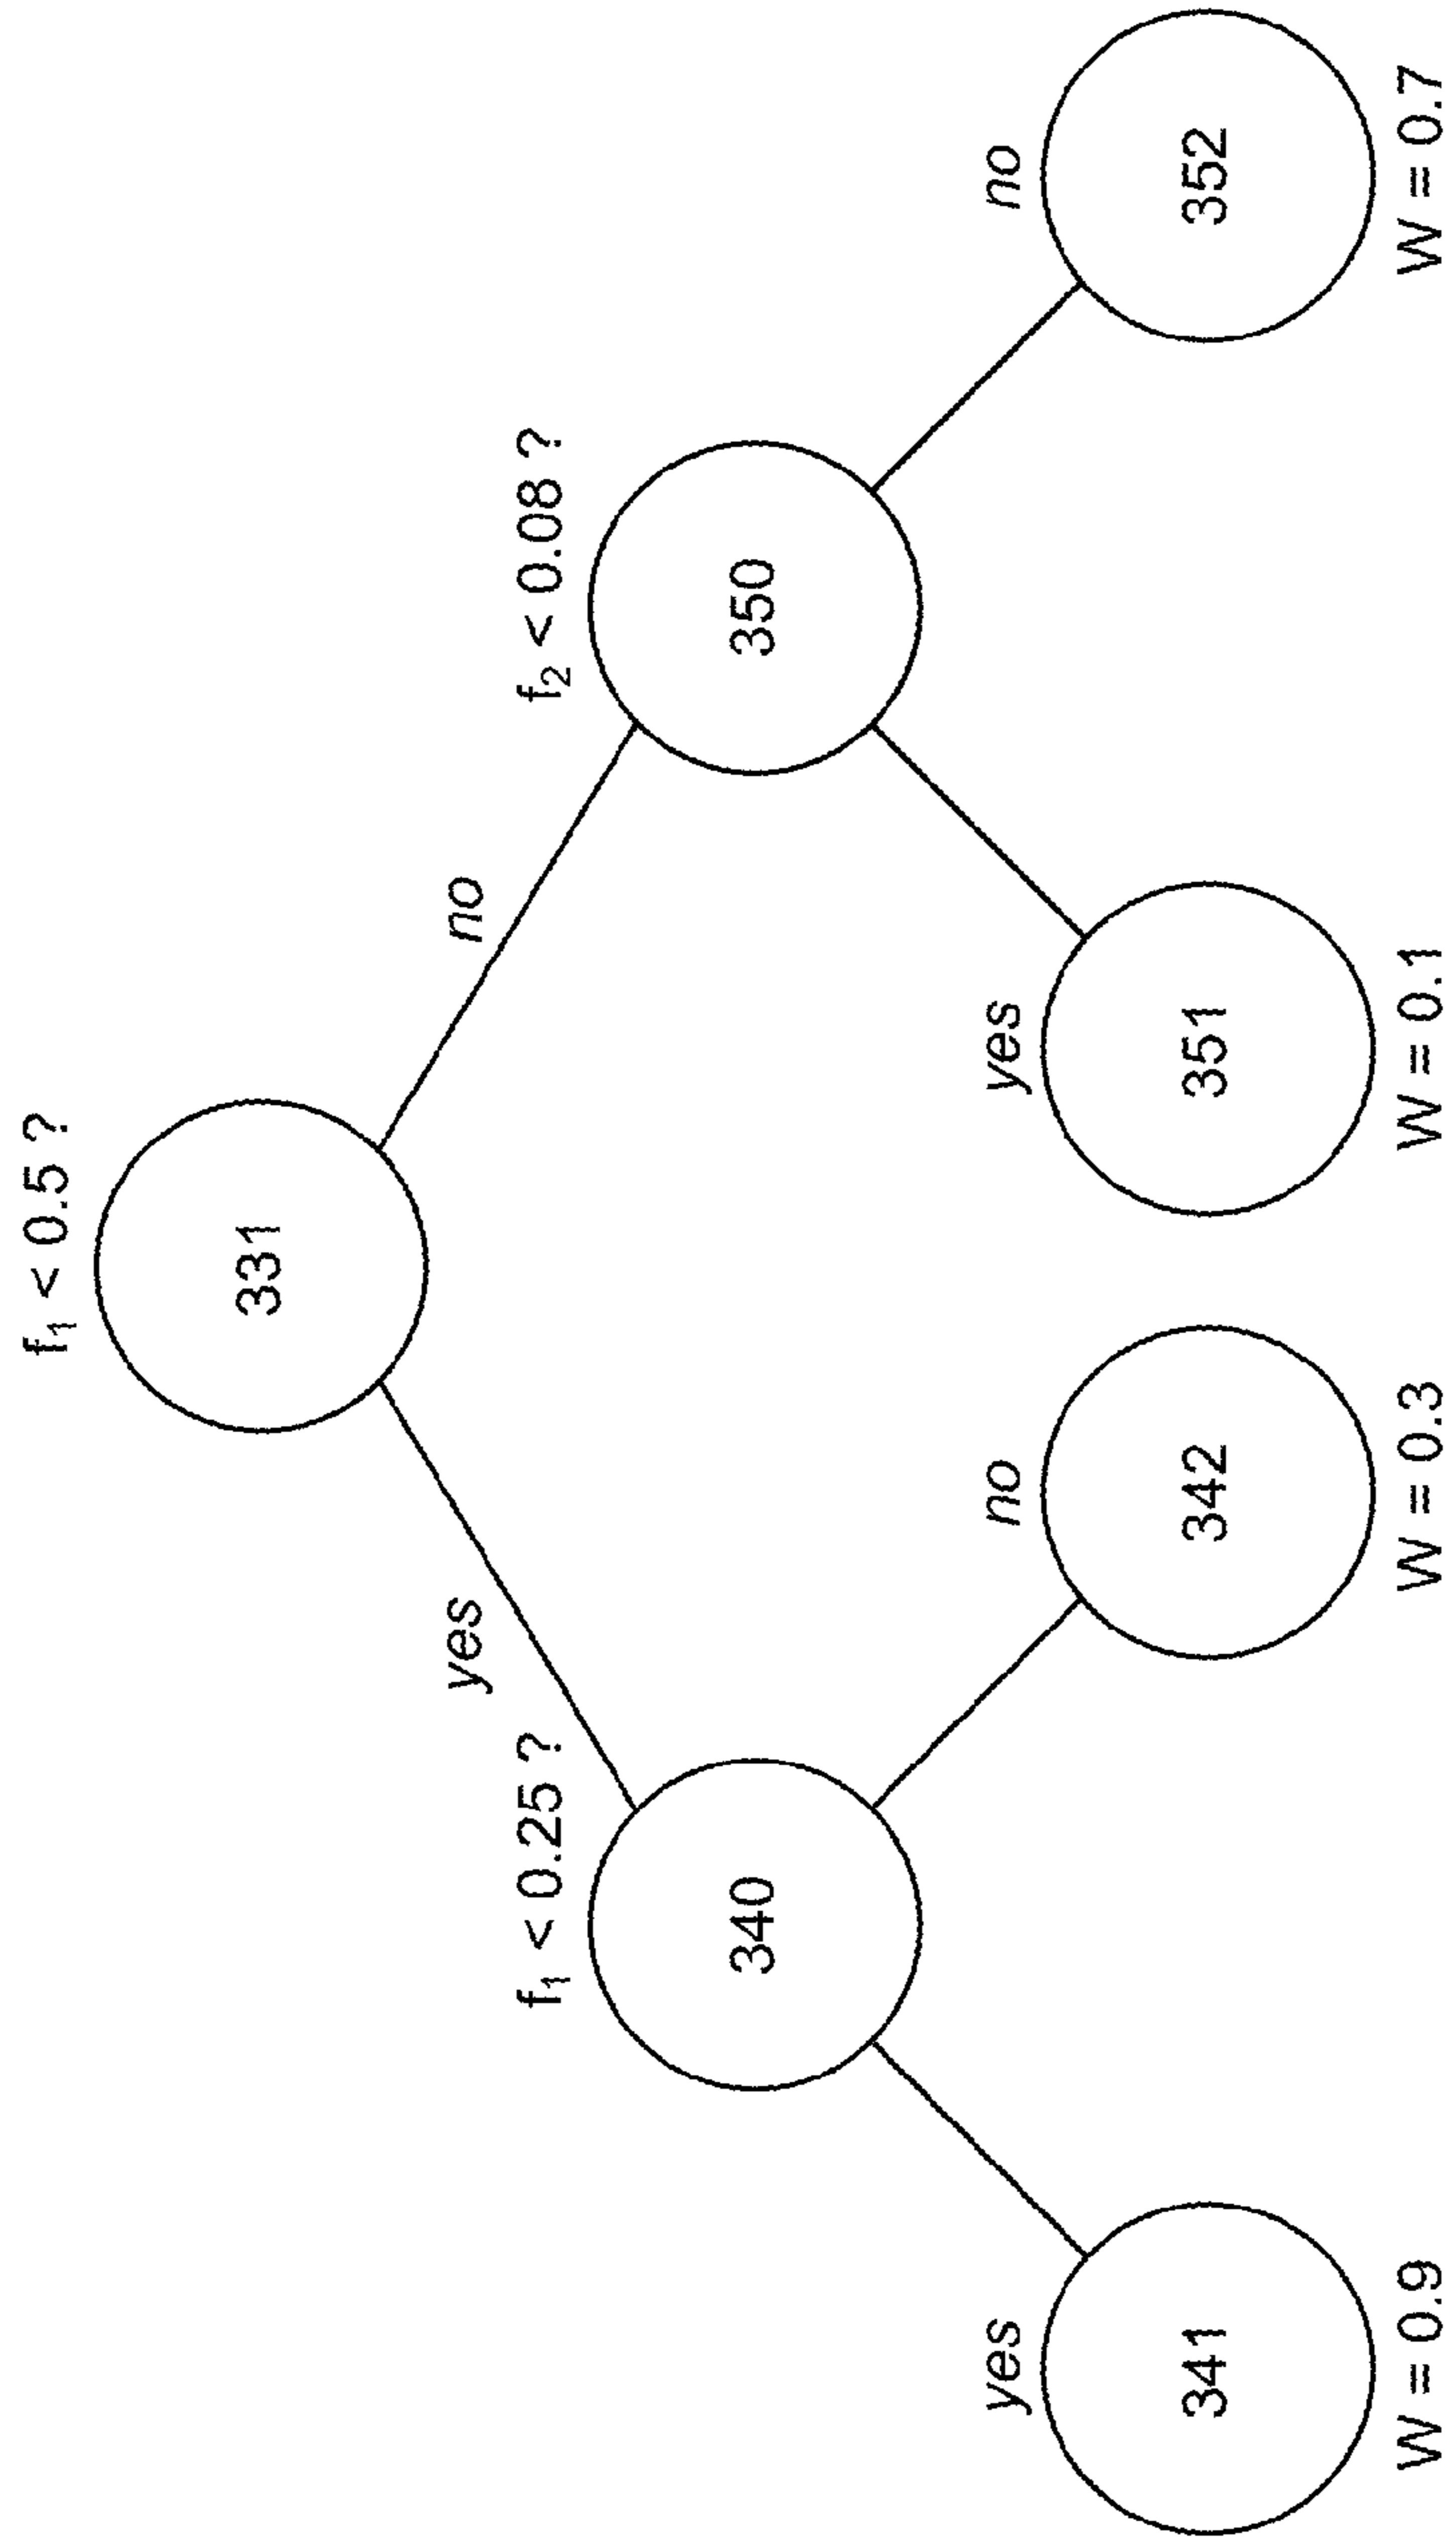 f₁ < 0.5 ?
331
yes
no
f₁ < 0.25 ?
f₂ < 0.08 ?
340
350
yes
no
yes
no
341
342
351
352
W = 0.9
W = 0.3
W = 0.1
W = 0.7